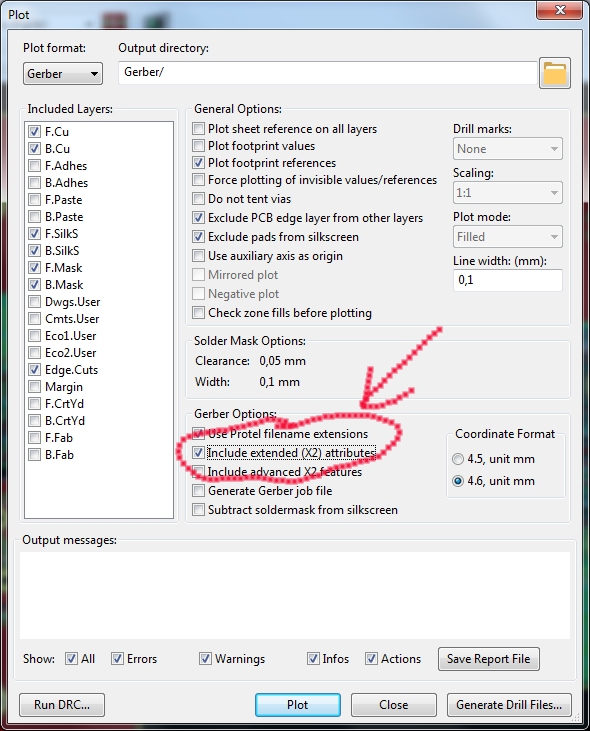 Plot
Plot format:
Output directory:
Gerber
Gerber/
Included Layers:
F.Cu
B.Cu
F.Adhes
B.Adhes
F.Paste
B.Paste
F.SilkS
B.SilkS
F.Mask
B.Mask
Dwgs.User
Cmts.User
Eco1.User
Eco2.User
Edge.Cuts
Margin
F.CrtYd
B.CrtYd
F.Fab
B.Fab
General Options:
Plot sheet reference on all layers
Plot footprint values
Plot footprint references
Force plotting of invisible values/references
Do not tent vias
Exclude PCB edge layer from other layers
Exclude pads from silkscreen
Use auxiliary axis as origin
Mirrored plot
Negative plot
Check zone fills before plotting
Drill marks:
None
Scaling:
1:1
Plot mode:
Filled
Line width: (mm):
0,1
Solder Mask Options:
Clearance: 0,05 mm
Width: 0,1 mm
Gerber Options:
Use Protel filename extensions
Include extended (X2) attributes
Include advanced X2 features
Generate Gerber job file
Subtract soldermask from silkscreen
Coordinate Format
4.5, unit mm
4.6, unit mm
Output messages:
Show: All Errors Warnings Infos Actions Save Report File
Run DRC... Plot Close Generate Drill Files...